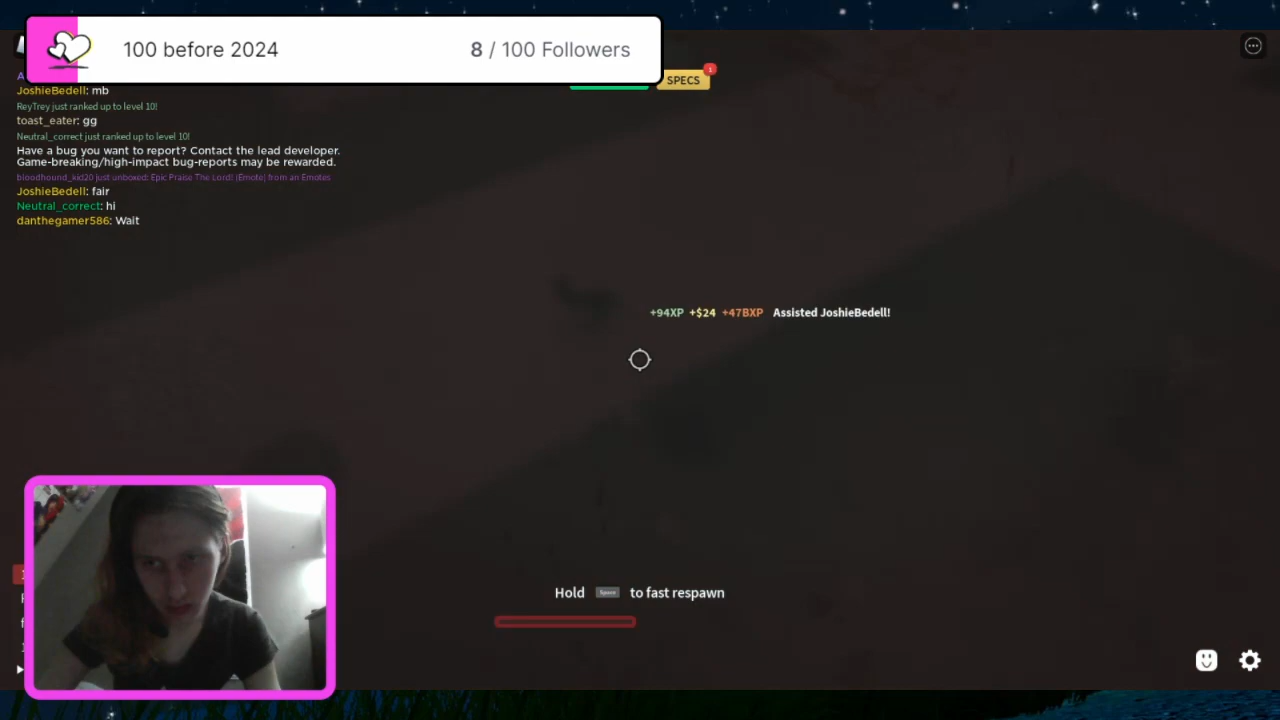 100 before 2024
8 / 100 Followers
SPECS
1
JoshieBedell: mb
ReyTrey just ranked up to level 10!
toast_eater: gg
Neutral_correct just ranked up to level 10!
Have a bug you want to report? Contact the lead developer.
Game-breaking/high-impact bug-reports may be rewarded.
bloodhound_kid20 just unboxed: Epic Praise The Lord! (Emote) from an Emotes
JoshieBedell: fair
Neutral_correct: hi
danthegamer586: Wait
+94XP +$24 +47BXP Assisted JoshieBedell!
Hold Space to fast respawn